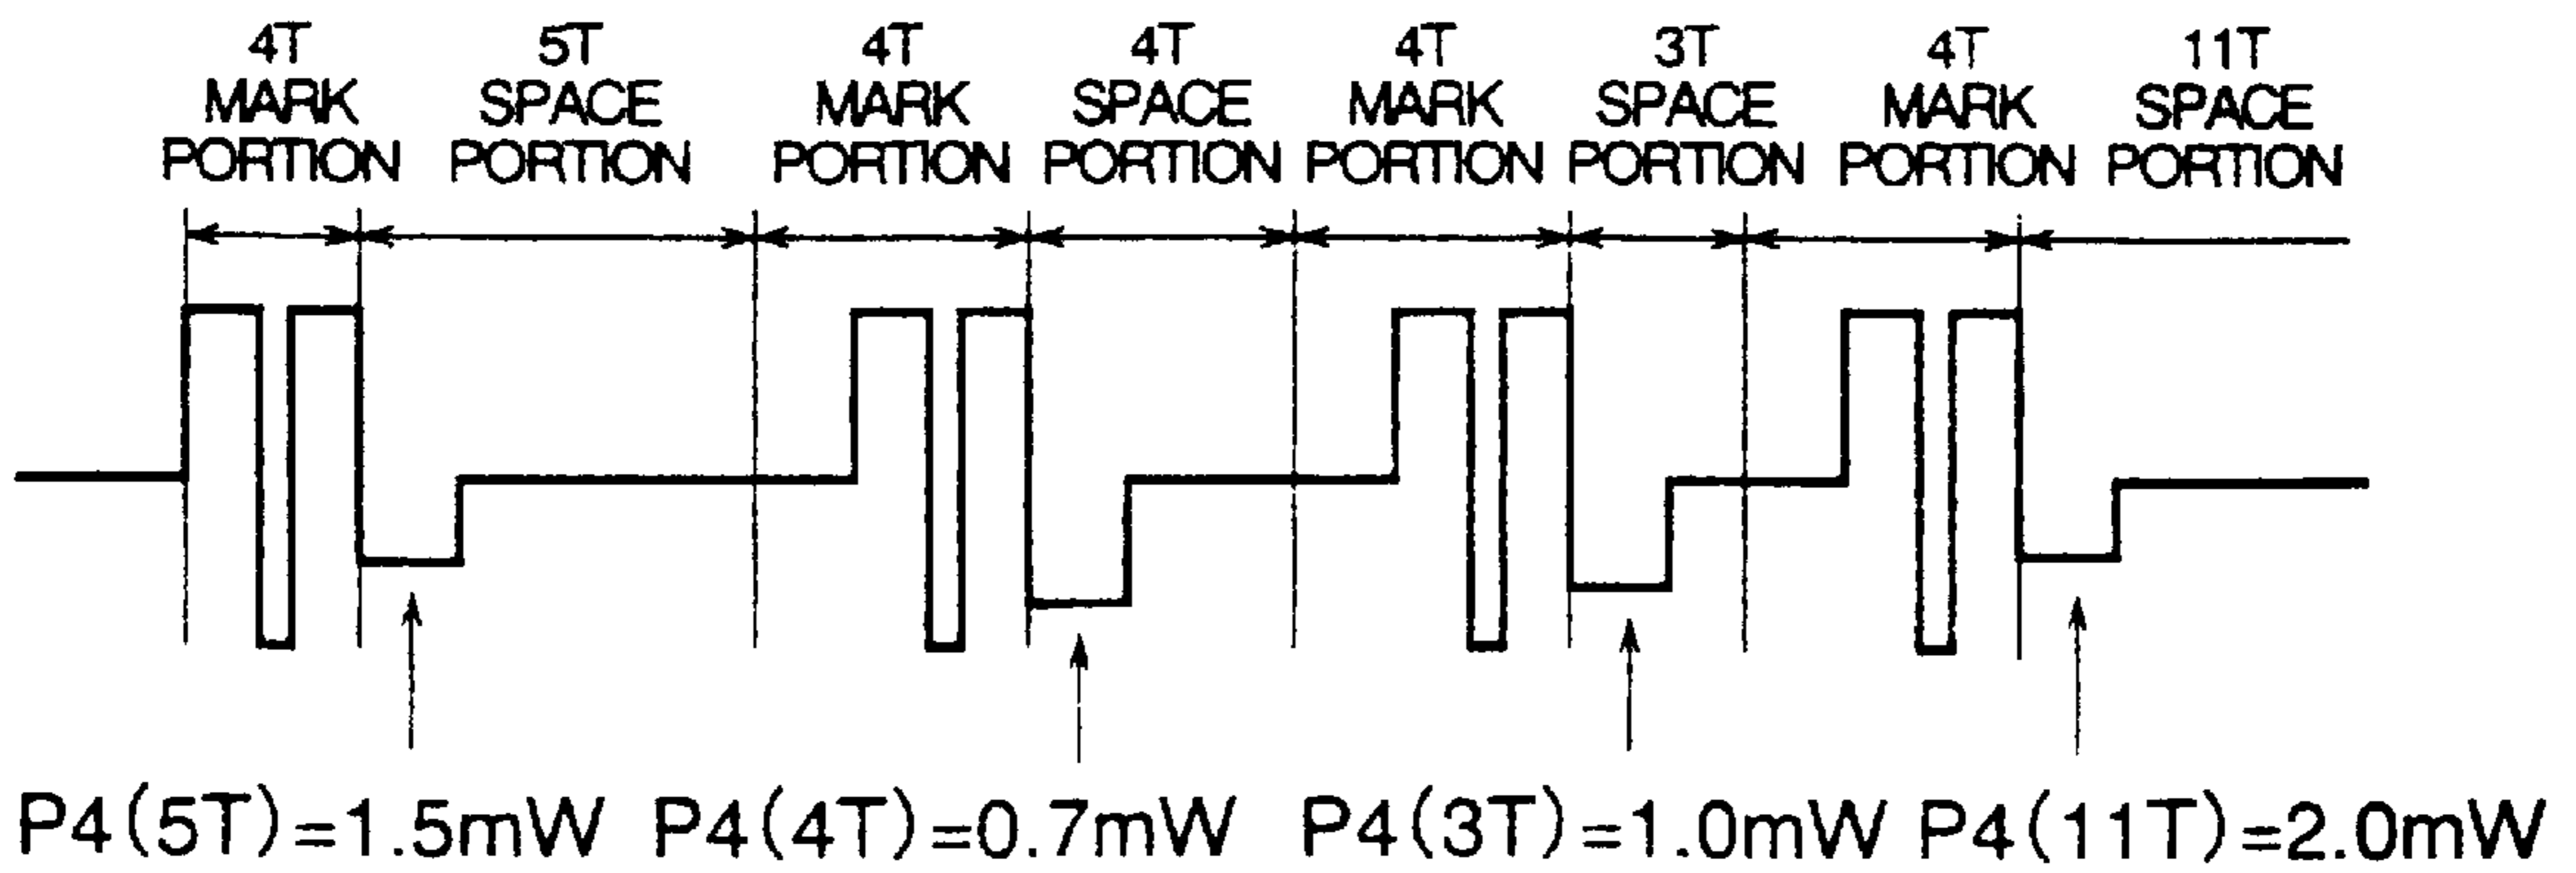 4T 5T 4T 4T 4T 3T 4T 11T
MARK SPACE MARK SPACE MARK SPACE MARK SPACE
PORTION PORTION PORTION PORTION PORTION PORTION PORTION PORTION
P4(5T)=1.5mW P4(4T)=0.7mW P4(3T)=1.0mW P4(11T)=2.0mW